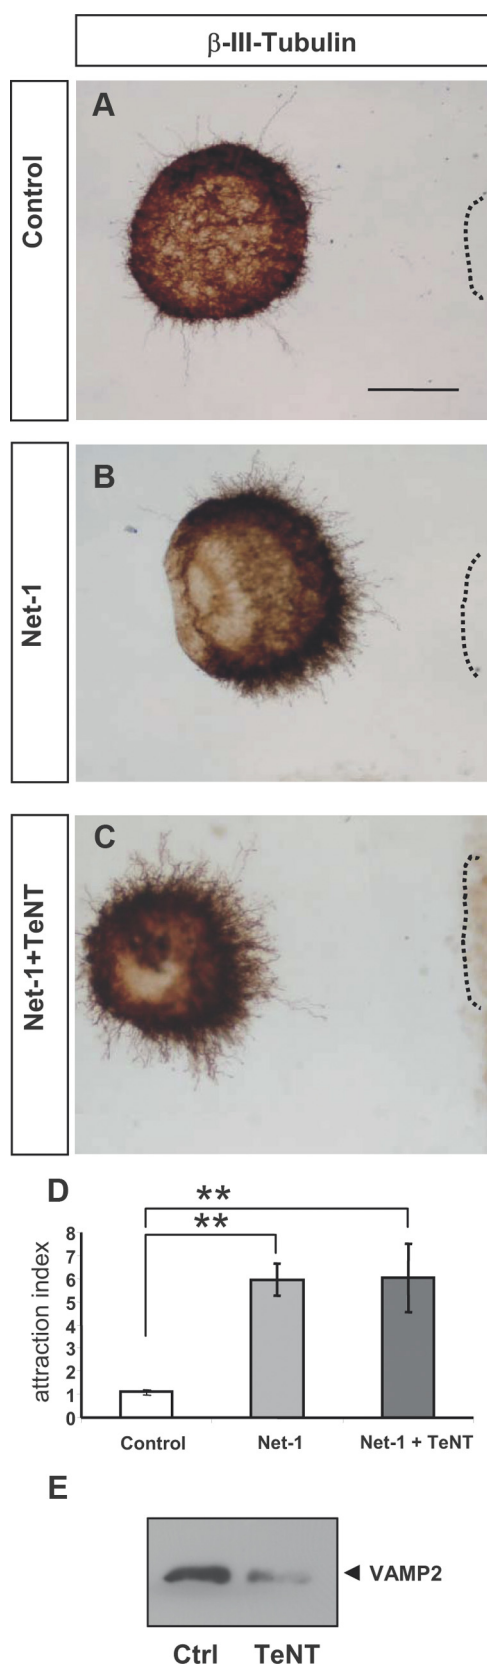 β-III-Tubulin
Control
A
Net-1
B
Net-1+TeNT
C
D
**
**
attraction index
8
7
6
5
4
3
2
1
0
Control
Net-1
Net-1 + TeNT
E
VAMP2
Ctrl
TeNT